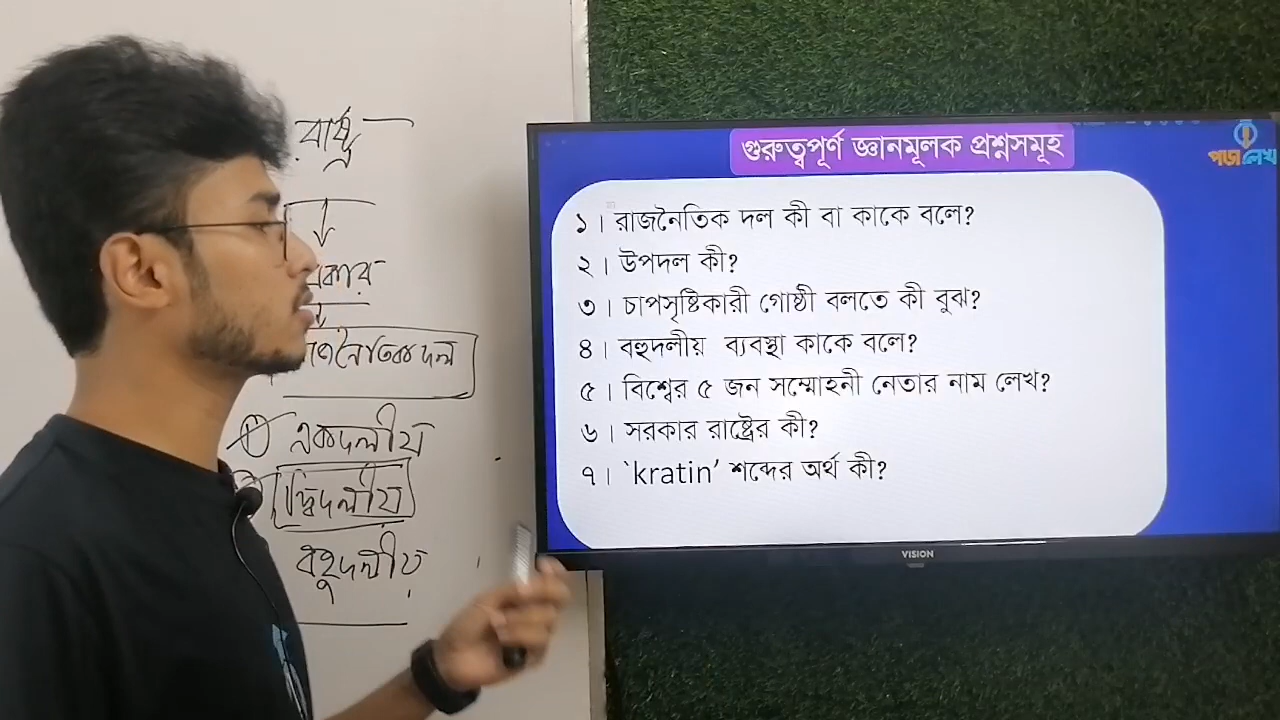 রাষ্ট্র
একদলীয়
দ্বিদলীয়
বহুদলীয়
গুরুত্বপূর্ণ জ্ঞানমূলক প্রশ্নসমূহ
পড়া লেখ
১। রাজনৈতিক দল কী বা কাকে বলে?
২। উপদল কী?
৩। চাপসৃষ্টিকারী গোষ্ঠী বলতে কী বুঝ?
৪। বহুদলীয় ব্যবস্থা কাকে বলে?
৫। বিশ্বের ৫ জন সম্মোহনী নেতার নাম লেখ?
৬। সরকার রাষ্ট্রের কী?
৭। `kratin’ শব্দের অর্থ কী?
VISION